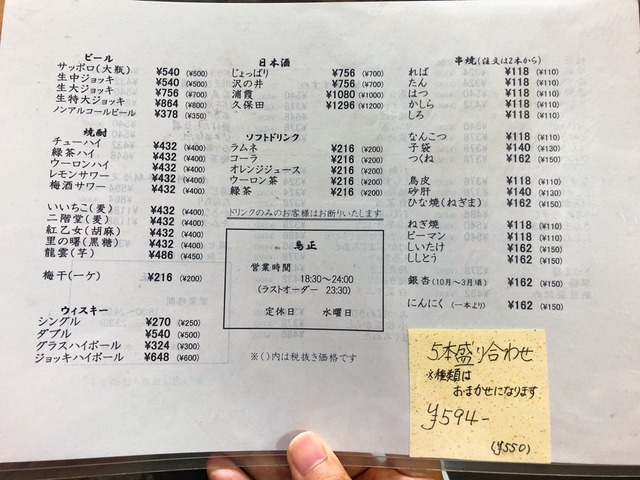 ビール
サッポロ(大瓶) ¥540 (¥500)
生中ジョッキ ¥540 (¥500)
生大ジョッキ ¥756 (¥700)
生特大ジョッキ ¥864 (¥800)
ノンアルコールビール ¥378 (¥350)
焼酎
チューハイ ¥432 (¥400)
緑茶ハイ ¥432 (¥400)
ウーロンハイ ¥432 (¥400)
レモンサワー ¥432 (¥400)
梅酒サワー ¥432 (¥400)
いいちこ(麦) ¥432 (¥400)
二階堂(麦) ¥432 (¥400)
紅乙女(胡麻) ¥432 (¥400)
里の曙(黒糖) ¥432 (¥400)
龍雲(芋) ¥486 (¥450)
梅干(一ケ) ¥216 (¥200)
ウィスキー
シングル ¥270 (¥250)
ダブル ¥540 (¥500)
グラスハイボール ¥324 (¥300)
ジョッキハイボール ¥648 (¥600)
日本酒
じょっぱり ¥756 (¥700)
沢の井 ¥756 (¥700)
浦霞 ¥1080 (¥1000)
久保田 ¥1296 (¥1200)
ソフトドリンク
ラムネ ¥216 (¥200)
コーラ ¥216 (¥200)
オレンジジュース ¥216 (¥200)
ウーロン茶 ¥216 (¥200)
緑茶 ¥216 (¥200)
ドリンクのみのお客様はお断りいたします
鳥正
営業時間
18:30～24:00
(ラストオーダー 23:30)
定休日 水曜日
※()内は税抜き価格です
串焼(注文は2本から)
ればー ¥118 (¥110)
たん ¥118 (¥110)
はつ ¥118 (¥110)
かしら ¥118 (¥110)
しろ ¥118 (¥110)
なんこつ ¥118 (¥110)
子袋 ¥140 (¥130)
つくね ¥162 (¥150)
鳥皮 ¥118 (¥110)
砂肝 ¥140 (¥130)
ひな焼(ねぎま) ¥162 (¥150)
ねぎ焼 ¥118 (¥110)
ピーマン ¥118 (¥110)
しいたけ ¥162 (¥150)
ししとう ¥162 (¥150)
銀杏(10月～3月頃) ¥162 (¥150)
にんにく(一本より) ¥162 (¥150)
5本盛り合わせ
※種類は
おまかせになります
¥594-
(¥550)